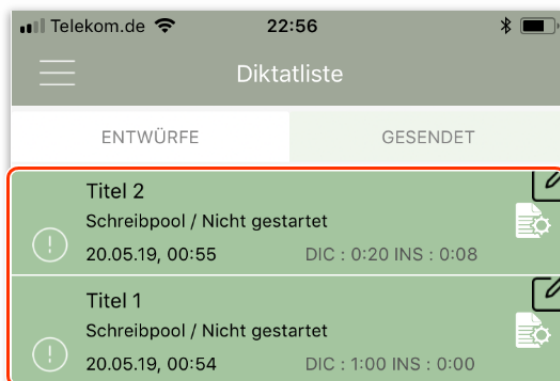 Telekom.de 22:56
Diktatliste
ENTWÜRFE GESENDET
Titel 2
Schreibpool / Nicht gestartet
20.05.19, 00:55 DIC : 0:20 INS : 0:08
Titel 1
Schreibpool / Nicht gestartet
20.05.19, 00:54 DIC : 1:00 INS : 0:00